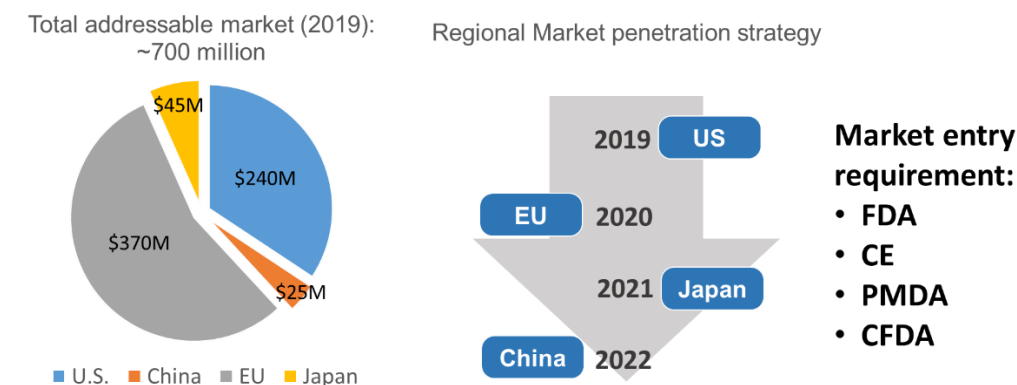 Total addressable market (2019):
~700 million
$45M
$240M
$370M
$25M
U.S. China EU Japan
Regional Market penetration strategy
2019 US
EU 2020
2021 Japan
China 2022
Market entry
requirement:
• FDA
• CE
• PMDA
• CFDA